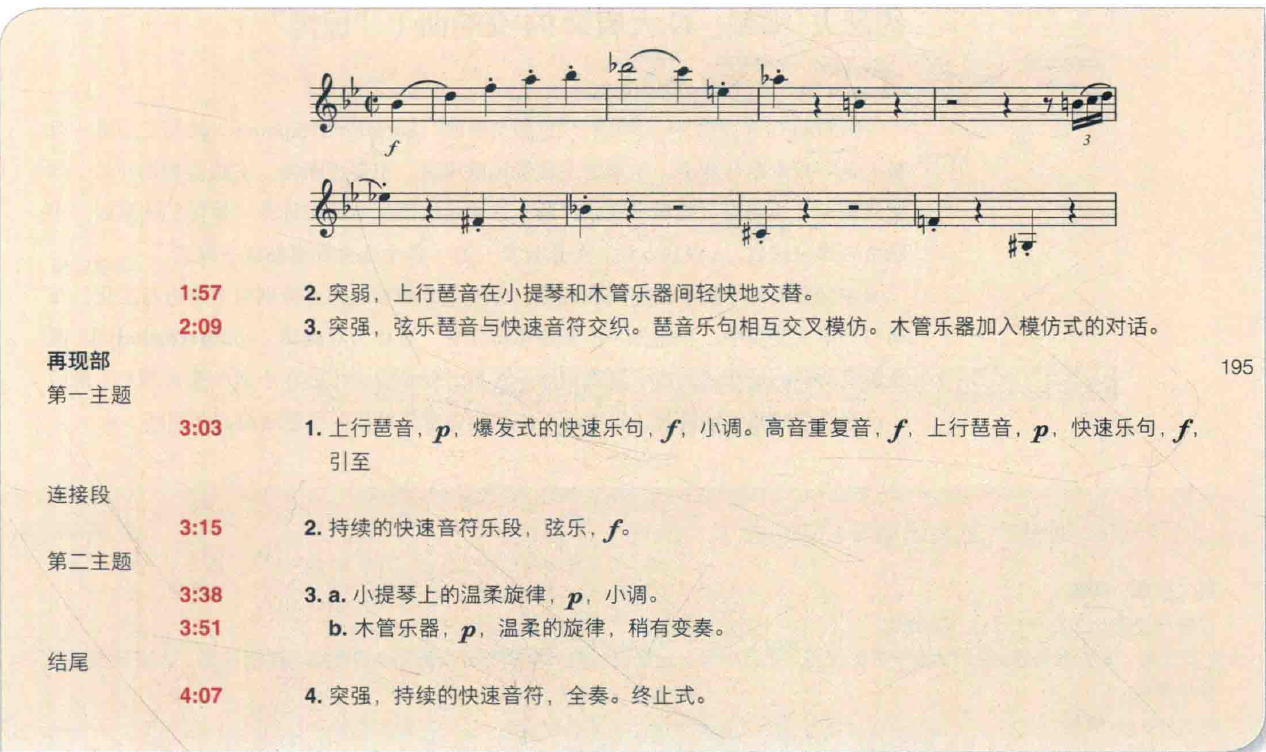 f
3
1:57 2. 突弱，上行琶音在小提琴和木管乐器间轻快地交替。
2:09 3. 突强，弦乐琶音与快速音符交织。琶音乐句相互交叉模仿。木管乐器加入模仿式的对话。
再现部
195
第一主题
3:03 1. 上行琶音，p，爆发式的快速乐句，f，小调。高音重复音，f，上行琶音，p，快速乐句，f，
引至
连接段
3:15 2. 持续的快速音符乐段，弦乐，f。
第二主题
3:38 3. a. 小提琴上的温柔旋律，p，小调。
3:51 b. 木管乐器，p，温柔的旋律，稍有变奏。
结尾
4:07 4. 突强，持续的快速音符，全奏。终止式。